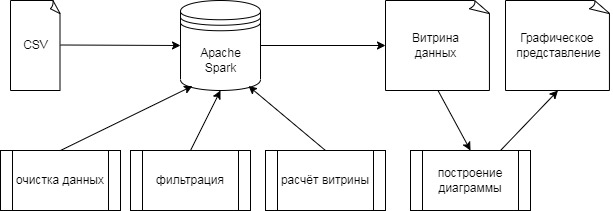 CSV
Apache
Spark
Витрина
данных
Графическое
представление
очистка данных
фильтрация
расчёт витрины
построение
диаграммы